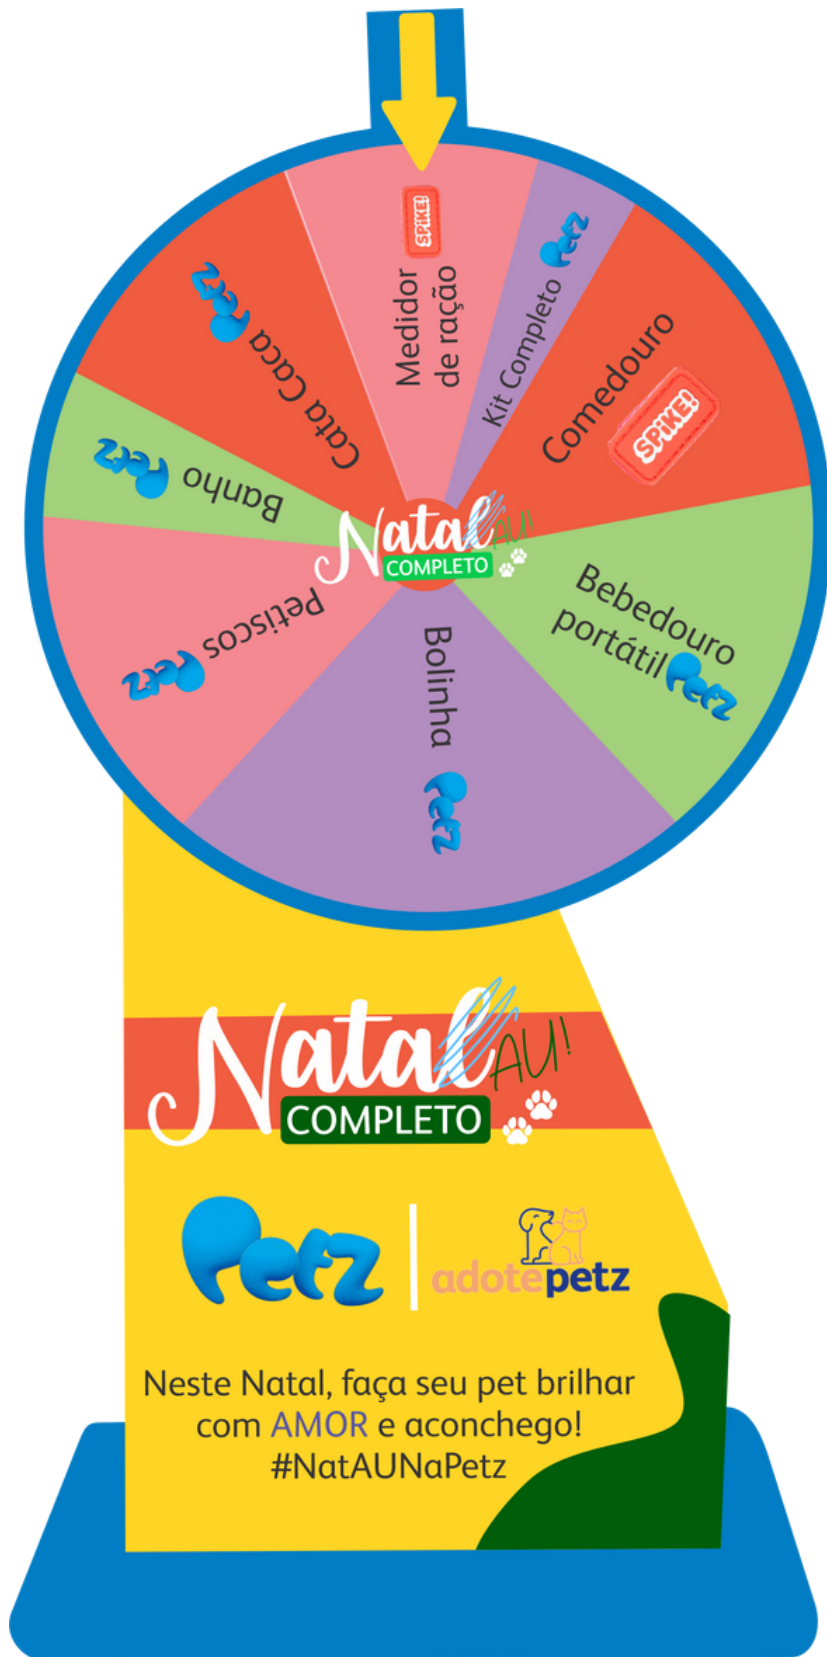 SPiKE!
Medidor
de ração
Kit Completo Petz
Comedouro
SPiKE!
Bebedouro
portátil Petz
Bolinha Petz
Petiscos Petz
Banho Petz
Cata Caca Petz
Natal AU!
COMPLETO
Natal AU!
COMPLETO
Petz
adotepetz
Neste Natal, faça seu pet brilhar
com AMOR e aconchego!
#NatAUNaPetz